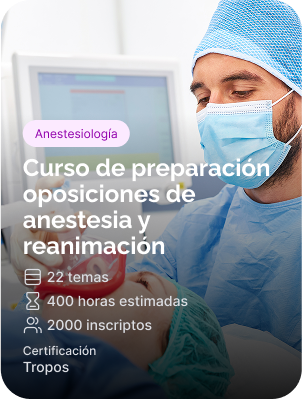 Anestesiología
Curso de preparación
oposiciones de
anestesia y
reanimación
22 temas
400 horas estimadas
2000 inscriptos
Certificación
Tropos